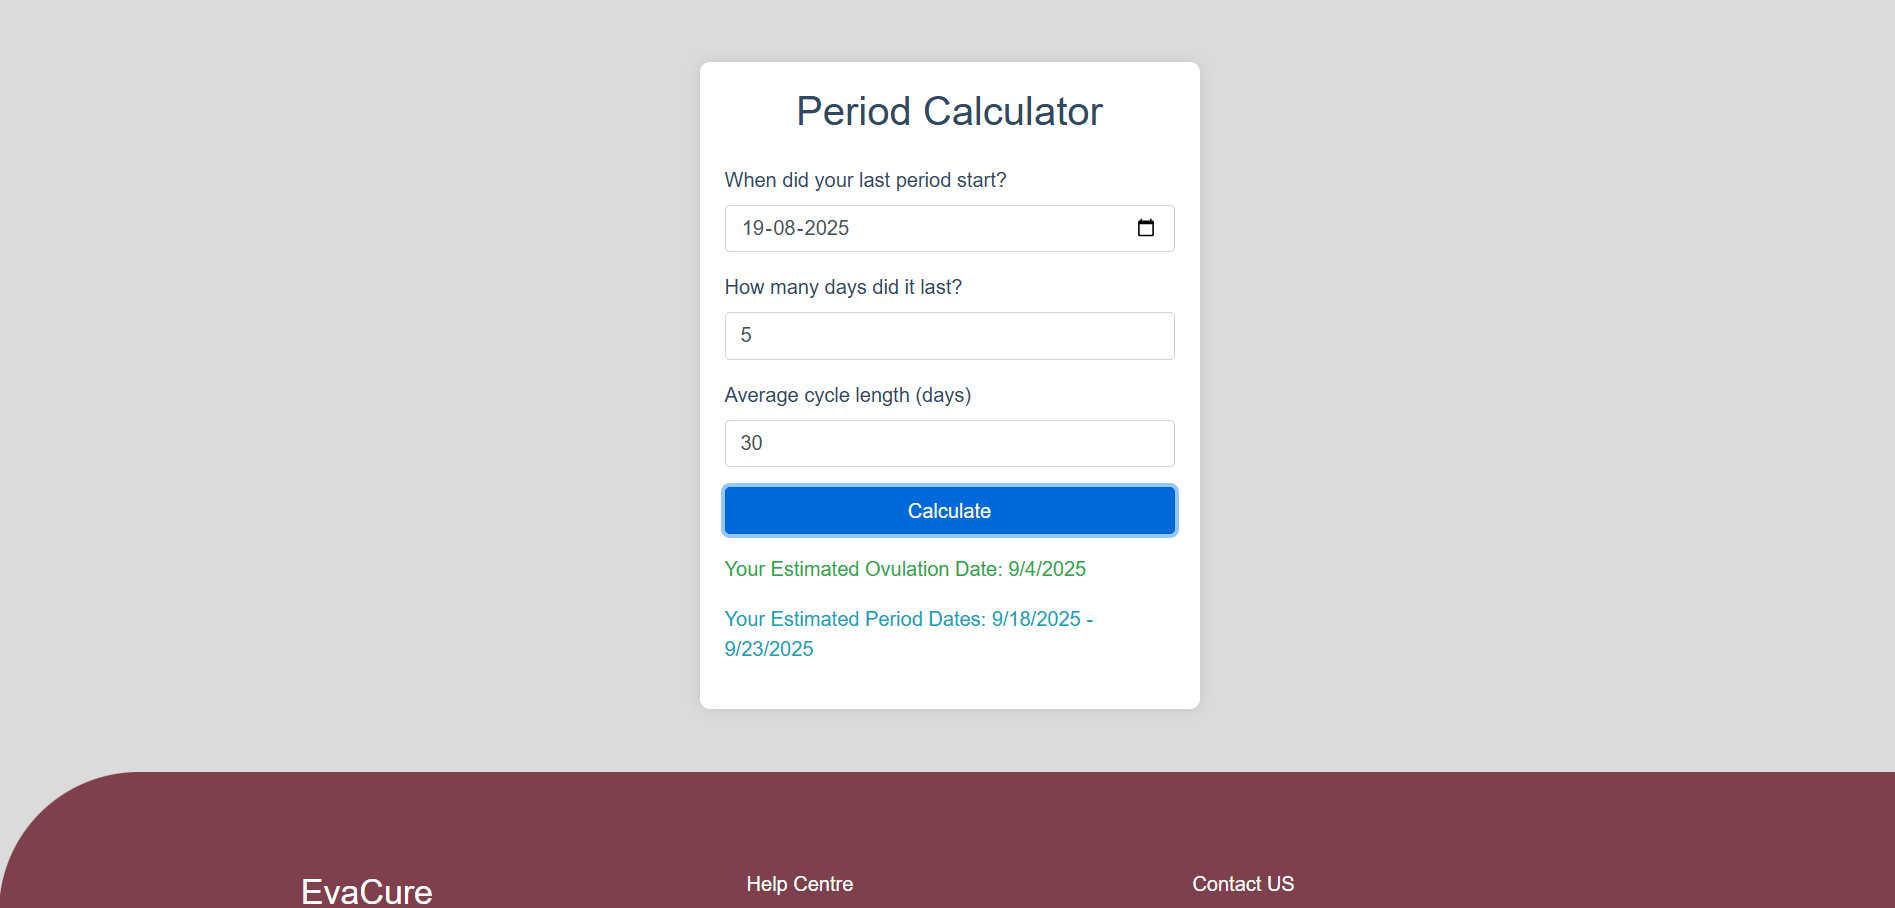 Period Calculator
When did your last period start?
19-08-2025
How many days did it last?
5
Average cycle length (days)
30
Calculate
Your Estimated Ovulation Date: 9/4/2025
Your Estimated Period Dates: 9/18/2025 -
9/23/2025
EvaCure
Help Centre
Contact US